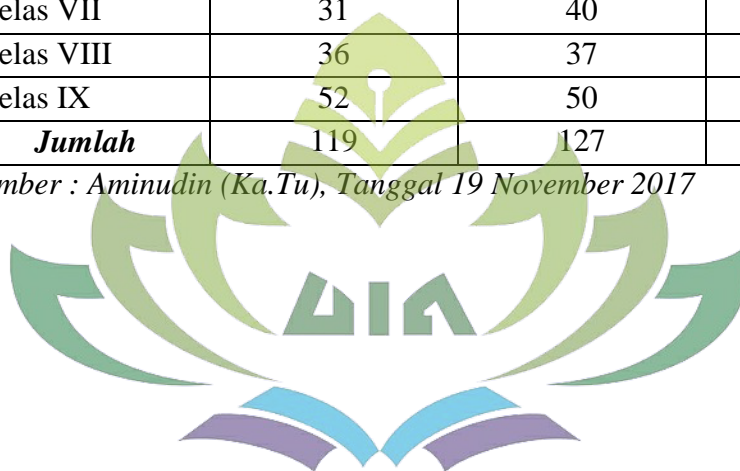 elas VII 31 40
elas VIII 36 37
elas IX 52 50
Jumlah 119 127
mber : Aminudin (Ka.Tu), Tanggal 19 November 2017
UIN